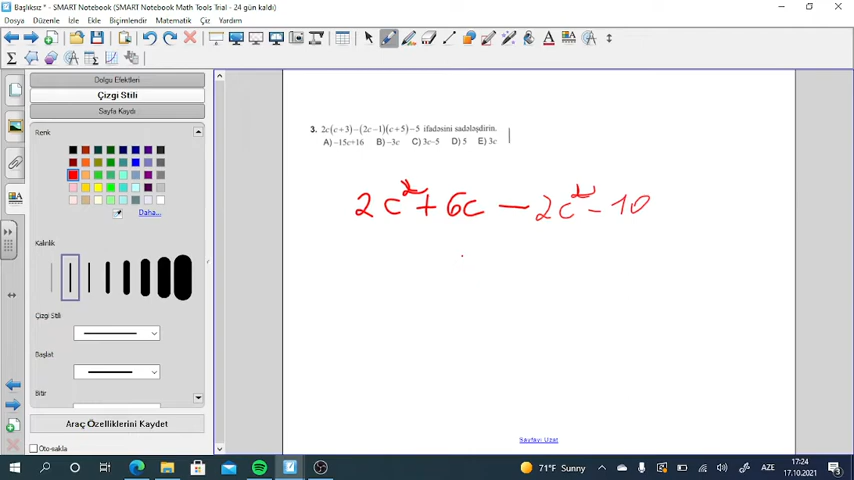 Başlıksız * - SMART Notebook (Math Tools Trial - 24 gün kaldı)
Dosya Düzenle İzle Ekle Biçimlendir Matematik Çiz Yardım
Dolgu Efektleri
Çizgi Stili
Sayfa Kaydı
Renk
Daha...
Kalınlık
Çizgi Stili:
Başlat:
Bitir
Araç Özelliklerini Kaydet
Oto-sakla
3. 2c(c+3)−(2c−1)(c+5)−5 ifadəsini sadələşdirin.
A) −15c+16 B) −3c C) 3c−5 D) 5 E) 3c
2c² + 6c − 2c² − 10
Sayfayı Uzat
71°F Sunny
AZE
17:24
17.10.2021
3